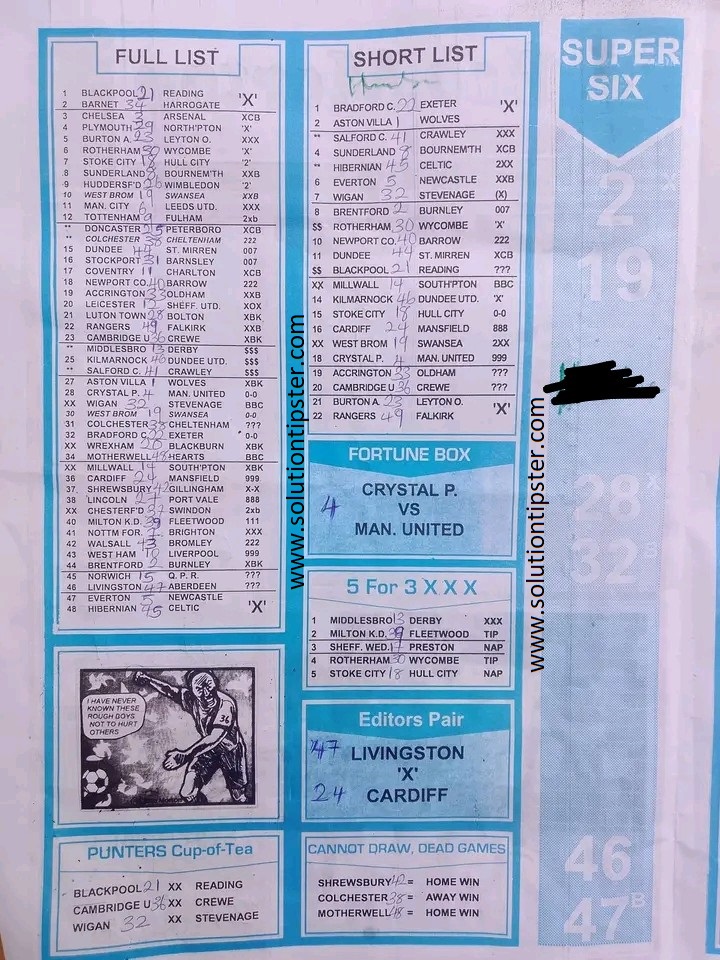 FULL LIST
1 BLACKPOOL 21 READING
2 BARNET 34 HARROGATE 'X'
3 CHELSEA 3 ARSENAL XCB
4 PLYMOUTH 29 NORTH'PTON 'X'
5 BURTON A. 23 LEYTON O. XXX
6 ROTHERHAM 30 WYCOMBE 'X'
7 STOKE CITY 18 HULL CITY '2'
8 SUNDERLAND 8 BOURNEM'TH XXB
9 HUDDERSF'D 26 WIMBLEDON '2'
10 WEST BROM 19 SWANSEA XXB
11 MAN. CITY 6 LEEDS UTD. XXX
12 TOTTENHAM 9 FULHAM 2xb
** DONCASTER 25 PETERBORO XCB
** COLCHESTER 38 CHELTENHAM 222
15 DUNDEE 44 ST. MIRREN 007
16 STOCKPORT 31 BARNSLEY 007
17 COVENTRY 11 CHARLTON XCB
18 NEWPORT CO. 40 BARROW 222
19 ACCRINGTON 33 OLDHAM XXB
20 LEICESTER 12 SHEFF. UTD. XOX
21 LUTON TOWN 28 BOLTON XBK
22 RANGERS 49 FALKIRK XXB
23 CAMBRIDGE U 36 CREWE XBK
** MIDDLESBRO 13 DERBY $$$
25 KILMARNOCK 46 DUNDEE UTD. $$$
** SALFORD C. 41 CRAWLEY $$$
27 ASTON VILLA 1 WOLVES XBK
28 CRYSTAL P. 4 MAN. UNITED 0-0
XX WIGAN 32 STEVENAGE BBC
30 WEST BROM 19 SWANSEA 0-0
31 COLCHESTER 38 CHELTENHAM ???
32 BRADFORD C. 22 EXETER '0-0
XX WREXHAM 20 BLACKBURN XBK
34 MOTHERWELL 48 HEARTS BBC
XX MILLWALL 14 SOUTH'PTON XBK
36 CARDIFF 24 MANSFIELD 999
37. SHREWSBURY 42 GILLINGHAM X-X
38 LINCOLN 27 PORT VALE 888
XX CHESTERF'D 37 SWINDON 2xb
40 MILTON K.D. 39 FLEETWOOD 111
41 NOTTM FOR. 7 BRIGHTON XXX
42 WALSALL 43 BROMLEY 222
43 WEST HAM 10 LIVERPOOL 999
44 BRENTFORD 2 BURNLEY XBK
45 NORWICH 15 Q.P.R. ???
46 LIVINGSTON 47 ABERDEEN ???
47 EVERTON 5 NEWCASTLE
48 HIBERNIAN 45 CELTIC 'X'
I HAVE NEVER
KNOWN THESE
ROUGH BOYS
NOT TO HURT
OTHERS
36
PUNTERS Cup-of-Tea
BLACKPOOL 21 XX READING
CAMBRIDGE U 36 XX CREWE
WIGAN 32 XX STEVENAGE
SHORT LIST
1 BRADFORD C. 22 EXETER 'X'
2 ASTON VILLA 1 WOLVES
** SALFORD C. 41 CRAWLEY XXX
4 SUNDERLAND 8 BOURNEM'TH XCB
** HIBERNIAN 45 CELTIC 2XX
6 EVERTON 5 NEWCASTLE XXB
7 WIGAN 32 STEVENAGE (X)
8 BRENTFORD 2 BURNLEY 007
$$ ROTHERHAM 30 WYCOMBE 'X'
10 NEWPORT CO. 40 BARROW 222
11 DUNDEE 44 ST. MIRREN XCB
$$ BLACKPOOL 21 READING ???
XX MILLWALL 14 SOUTH'PTON BBC
14 KILMARNOCK 46 DUNDEE UTD. 'X'
15 STOKE CITY 18 HULL CITY 0-0
16 CARDIFF 24 MANSFIELD 888
XX WEST BROM 19 SWANSEA 2XX
18 CRYSTAL P. 4 MAN. UNITED 999
19 ACCRINGTON 33 OLDHAM ???
20 CAMBRIDGE U 36 CREWE ???
21 BURTON A. 23 LEYTON O.
22 RANGERS 49 FALKIRK 'X'
FORTUNE BOX
CRYSTAL P.
4 VS
MAN. UNITED
5 For 3 X X X
1 MIDDLESBRO 13 DERBY XXX
2 MILTON K.D. 39 FLEETWOOD TIP
3 SHEFF. WED. 17 PRESTON NAP
4 ROTHERHAM 30 WYCOMBE TIP
5 STOKE CITY 18 HULL CITY NAP
Editors Pair
47 LIVINGSTON
'X'
24 CARDIFF
CANNOT DRAW, DEAD GAMES
SHREWSBURY 42 = HOME WIN
COLCHESTER 38 = AWAY WIN
MOTHERWELL 48 = HOME WIN
SUPER
SIX
2 X
19
28 X
32 B
46
47 B
www.solutiontipster.com
www.solutiontipster.com